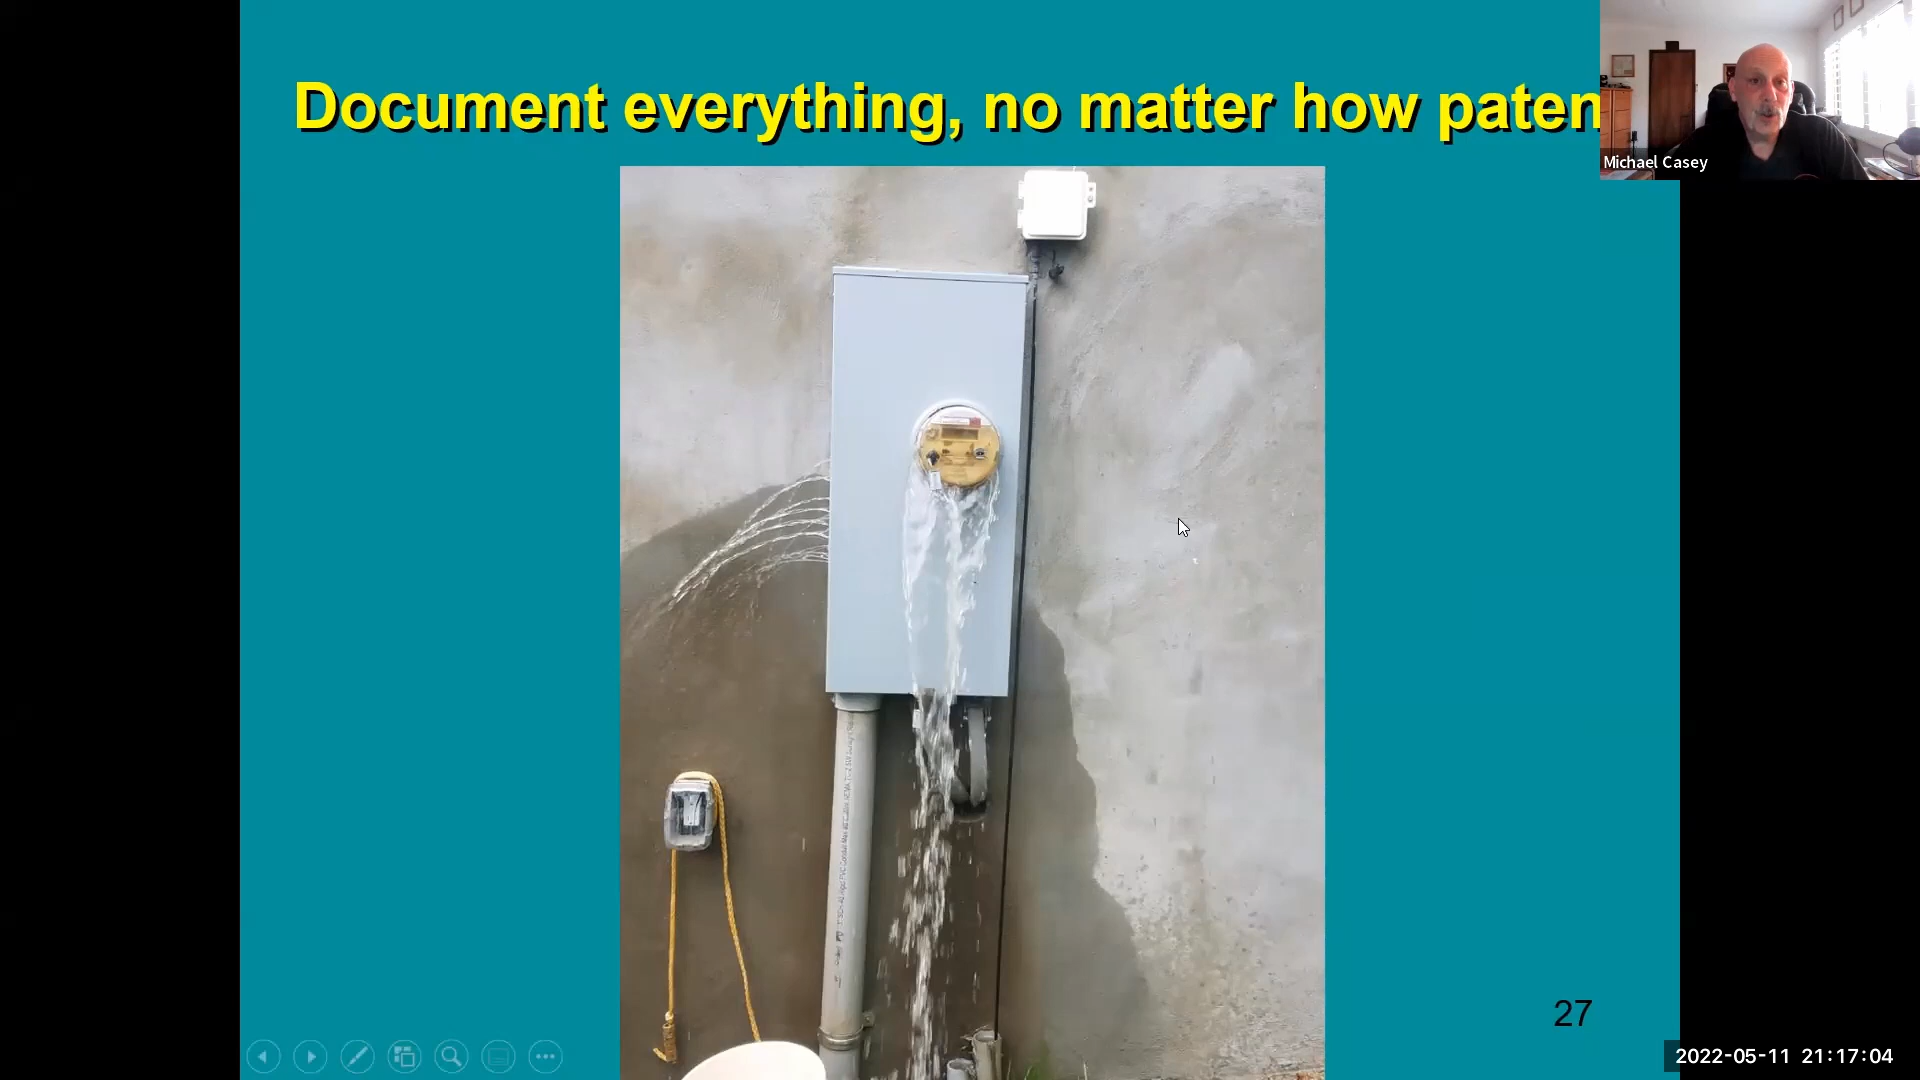 Document everything, no matter how paten
Michael Casey
27
2022-05-11 21:17:04